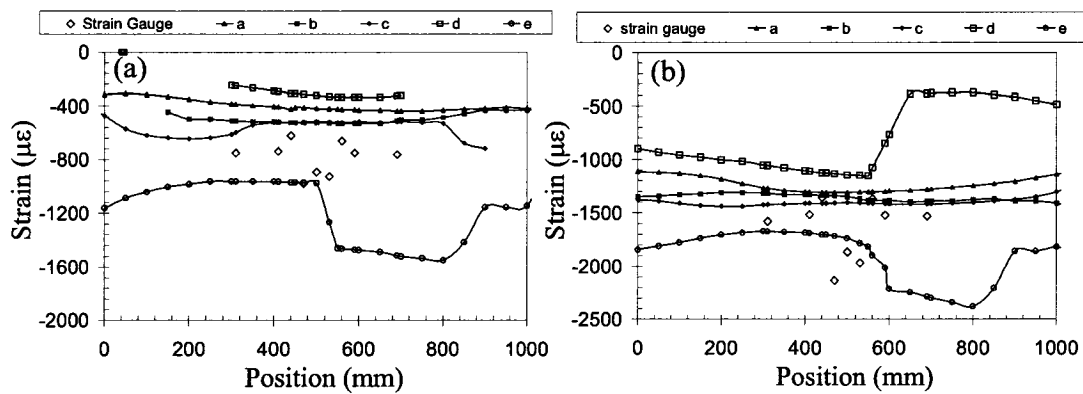 Strain Gauge a b c d e
(a)
0
-400
-800
-1200
-1600
-2000
Strain (με)
0 200 400 600 800 1000
Position (mm)
strain gauge a b c d e
(b)
0
-500
-1000
-1500
-2000
-2500
Strain (με)
0 200 400 600 800 1000
Position (mm)